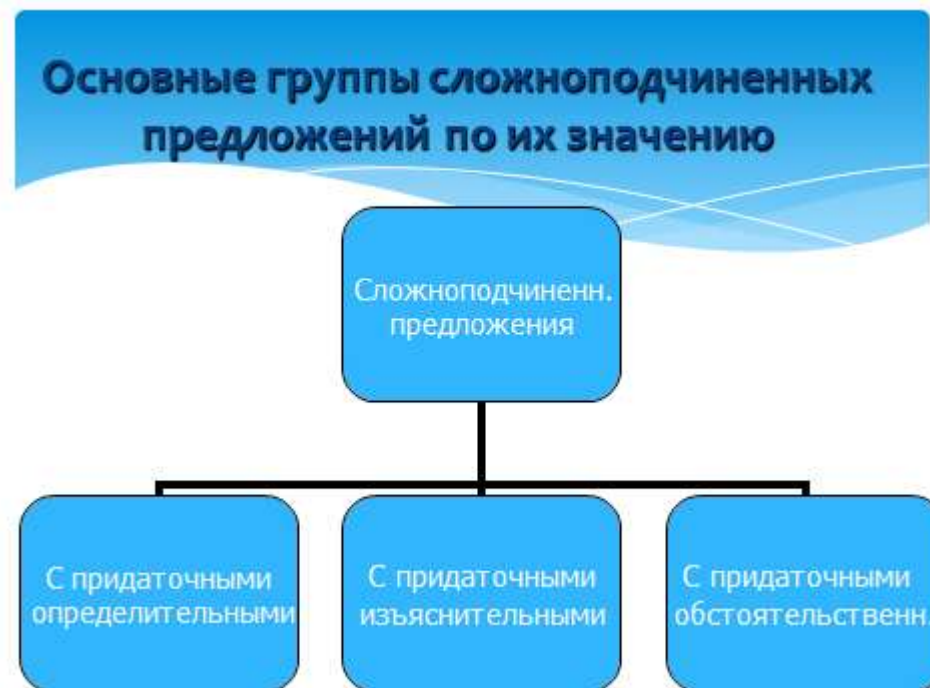 Основные группы сложноподчиненных
предложений по их значению
Сложноподчиненн.
предложения
С придаточными
определительными
С придаточными
изъяснительными
С придаточными
обстоятельственн.